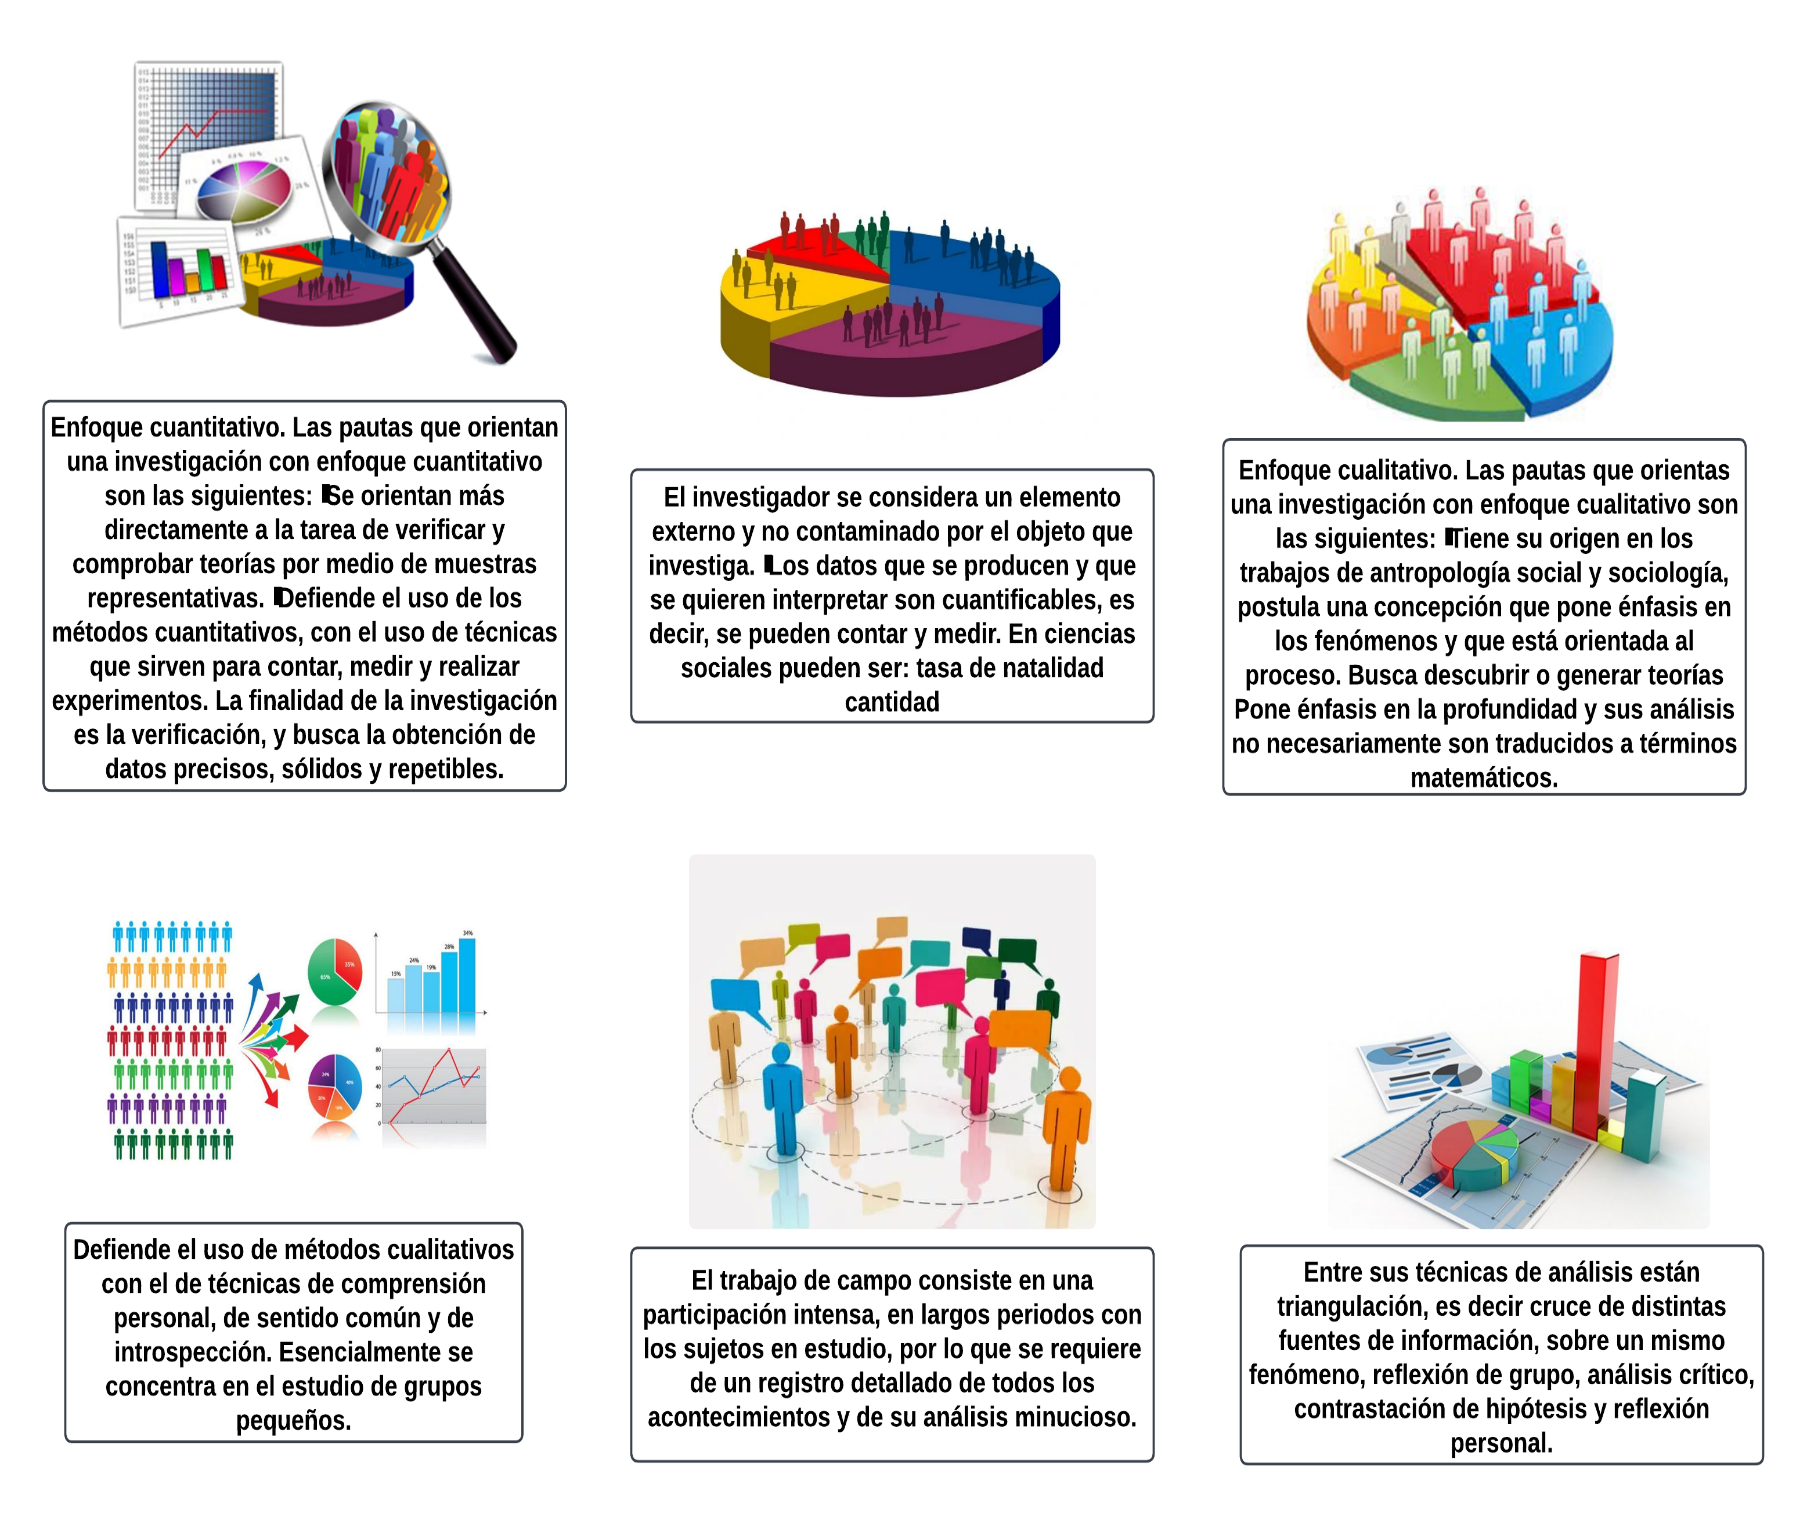 Enfoque cuantitativo. Las pautas que orientan
una investigación con enfoque cuantitativo
son las siguientes: Se orientan más
directamente a la tarea de verificar y
comprobar teorías por medio de muestras
representativas. Defiende el uso de los
métodos cuantitativos, con el uso de técnicas
que sirven para contar, medir y realizar
experimentos. La finalidad de la investigación
es la verificación, y busca la obtención de
datos precisos, sólidos y repetibles.
El investigador se considera un elemento
externo y no contaminado por el objeto que
investiga. Los datos que se producen y que
se quieren interpretar son cuantificables, es
decir, se pueden contar y medir. En ciencias
sociales pueden ser: tasa de natalidad
cantidad
Enfoque cualitativo. Las pautas que orientas
una investigación con enfoque cualitativo son
las siguientes: Tiene su origen en los
trabajos de antropología social y sociología,
postula una concepción que pone énfasis en
los fenómenos y que está orientada al
proceso. Busca descubrir o generar teorías
Pone énfasis en la profundidad y sus análisis
no necesariamente son traducidos a términos
matemáticos.
15% 24% 19% 28% 34%
65% 35%
80
60
40
20
0
Defiende el uso de métodos cualitativos
con el de técnicas de comprensión
personal, de sentido común y de
introspección. Esencialmente se
concentra en el estudio de grupos
pequeños.
El trabajo de campo consiste en una
participación intensa, en largos periodos con
los sujetos en estudio, por lo que se requiere
de un registro detallado de todos los
acontecimientos y de su análisis minucioso.
Entre sus técnicas de análisis están
triangulación, es decir cruce de distintas
fuentes de información, sobre un mismo
fenómeno, reflexión de grupo, análisis crítico,
contrastación de hipótesis y reflexión
personal.